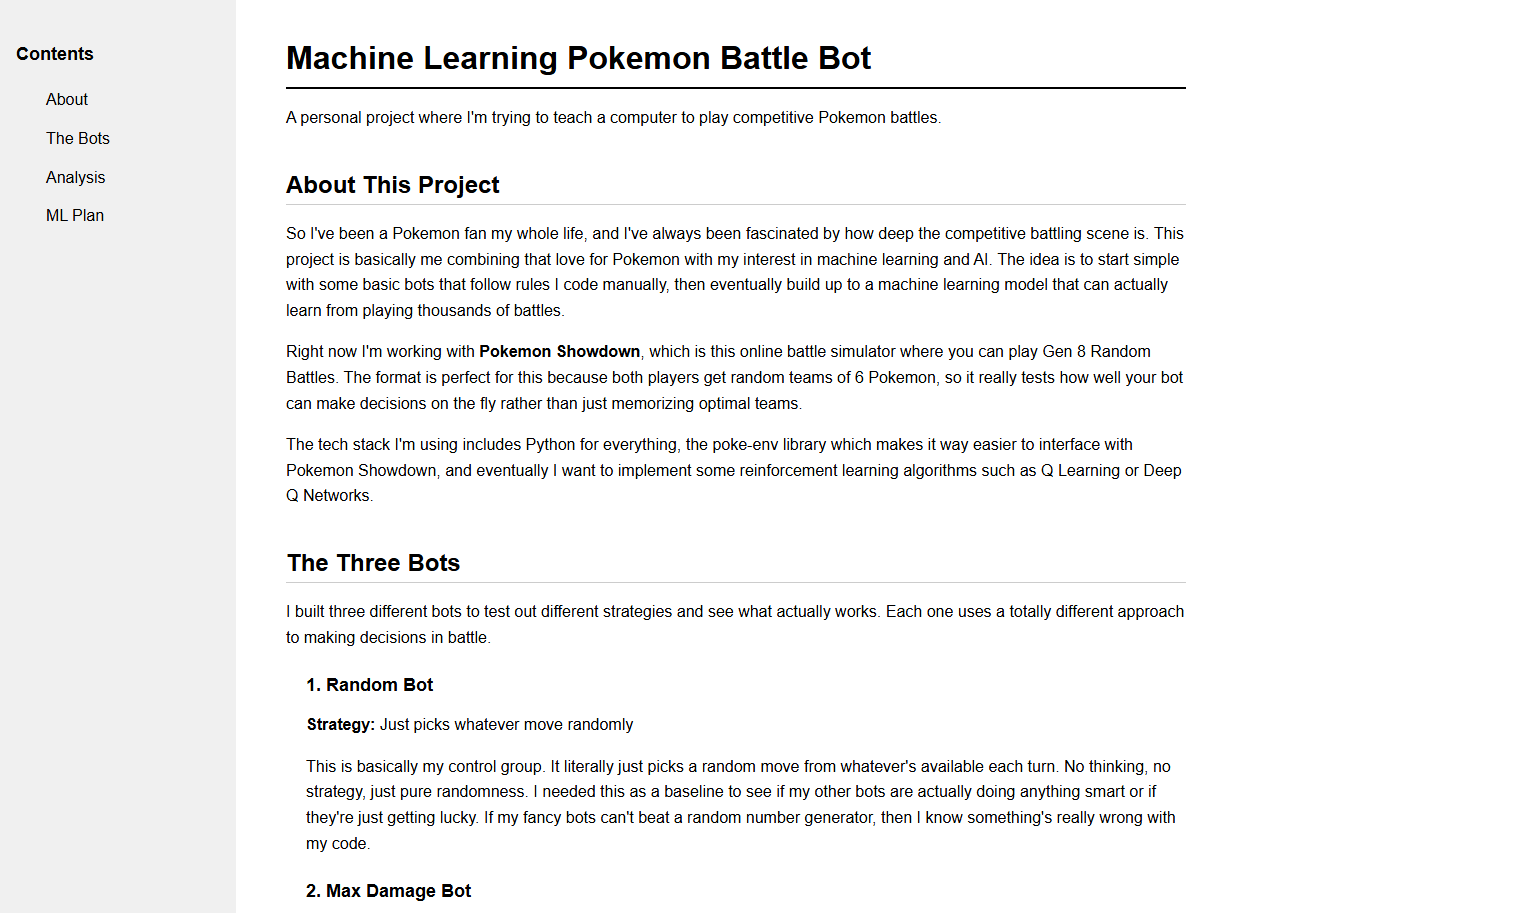 Contents
About
The Bots
Analysis
ML Plan
Machine Learning Pokemon Battle Bot
A personal project where I'm trying to teach a computer to play competitive Pokemon battles.
About This Project
So I've been a Pokemon fan my whole life, and I've always been fascinated by how deep the competitive battling scene is. This
project is basically me combining that love for Pokemon with my interest in machine learning and AI. The idea is to start simple
with some basic bots that follow rules I code manually, then eventually build up to a machine learning model that can actually
learn from playing thousands of battles.
Right now I'm working with Pokemon Showdown, which is this online battle simulator where you can play Gen 8 Random
Battles. The format is perfect for this because both players get random teams of 6 Pokemon, so it really tests how well your bot
can make decisions on the fly rather than just memorizing optimal teams.
The tech stack I'm using includes Python for everything, the poke-env library which makes it way easier to interface with
Pokemon Showdown, and eventually I want to implement some reinforcement learning algorithms such as Q Learning or Deep
Q Networks.
The Three Bots
I built three different bots to test out different strategies and see what actually works. Each one uses a totally different approach
to making decisions in battle.
1. Random Bot
Strategy: Just picks whatever move randomly
This is basically my control group. It literally just picks a random move from whatever's available each turn. No thinking, no
strategy, just pure randomness. I needed this as a baseline to see if my other bots are actually doing anything smart or if
they're just getting lucky. If my fancy bots can't beat a random number generator, then I know something's really wrong with
my code.
2. Max Damage Bot